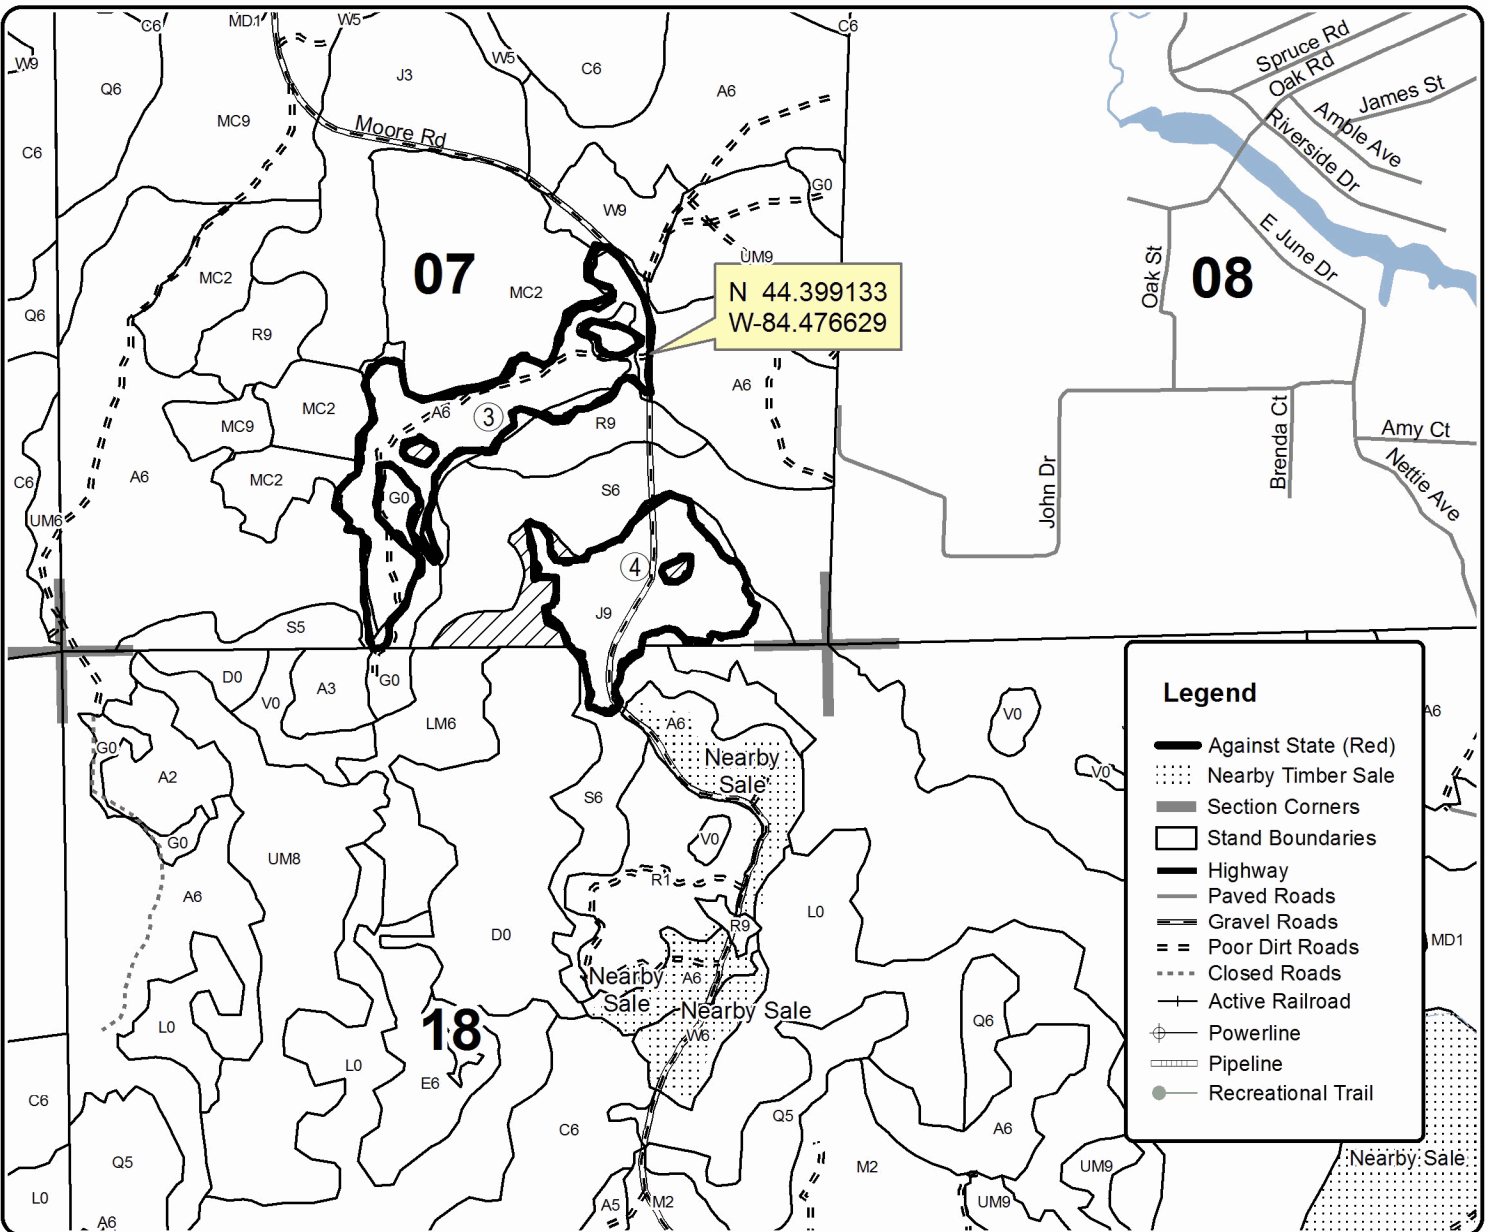 C6
MD1
W5
C6
W9
W5
J3
C6
Q6
A6
MC9
Moore Rd
C6
Spruce Rd
Oak Rd
James St
Amble Ave
Riverside Dr
G0
W9
E June Dr
UM9
07
08
Oak St
MC2
MC2
N 44.399133
W-84.476629
Q6
R9
A6
MC2
A6
3
MC9
R9
Brenda Ct
Amy Ct
John Dr
Nettie Ave
C6
A6
MC2
S6
G0
UM6
4
J9
S5
D0
V0
A3
G0
LM6
A6
V0
A6
G0
A2
Nearby
Sale
V0
S6
G0
UM8
V0
A6
R1
L0
R9
D0
MD1
Nearby
Sale
A6
Nearby Sale
L0
18
Q6
W6
L0
E6
C6
C6
Q5
A6
Q5
M2
UM9
L0
A6
A5
M2
UM9
Nearby Sale
Legend
Against State (Red)
Nearby Timber Sale
Section Corners
Stand Boundaries
Highway
Paved Roads
Gravel Roads
Poor Dirt Roads
Closed Roads
Active Railroad
Powerline
Pipeline
Recreational Trail